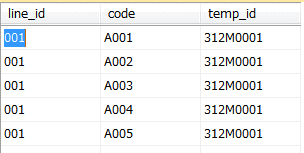 line_id code temp_id
001 A001 312M0001
001 A002 312M0001
001 A003 312M0001
001 A004 312M0001
001 A005 312M0001